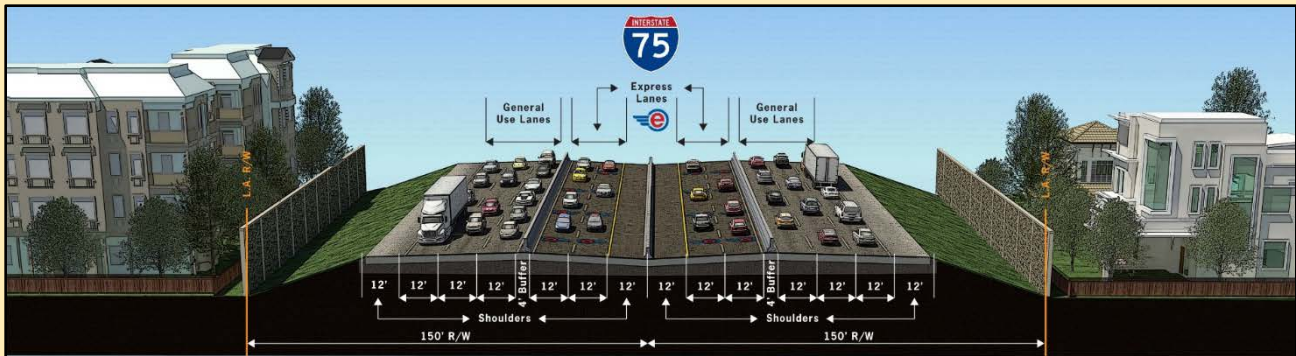 INTERSTATE
75
Express
Lanes
e
General
Use Lanes
General
Use Lanes
L.A. R/W
L.A. R/W
12' 12' 12' 12' 4' Buffer 12' 12' 12' 12' 12' 12' 4' Buffer 12' 12' 12' 12'
Shoulders
Shoulders
150' R/W
150' R/W